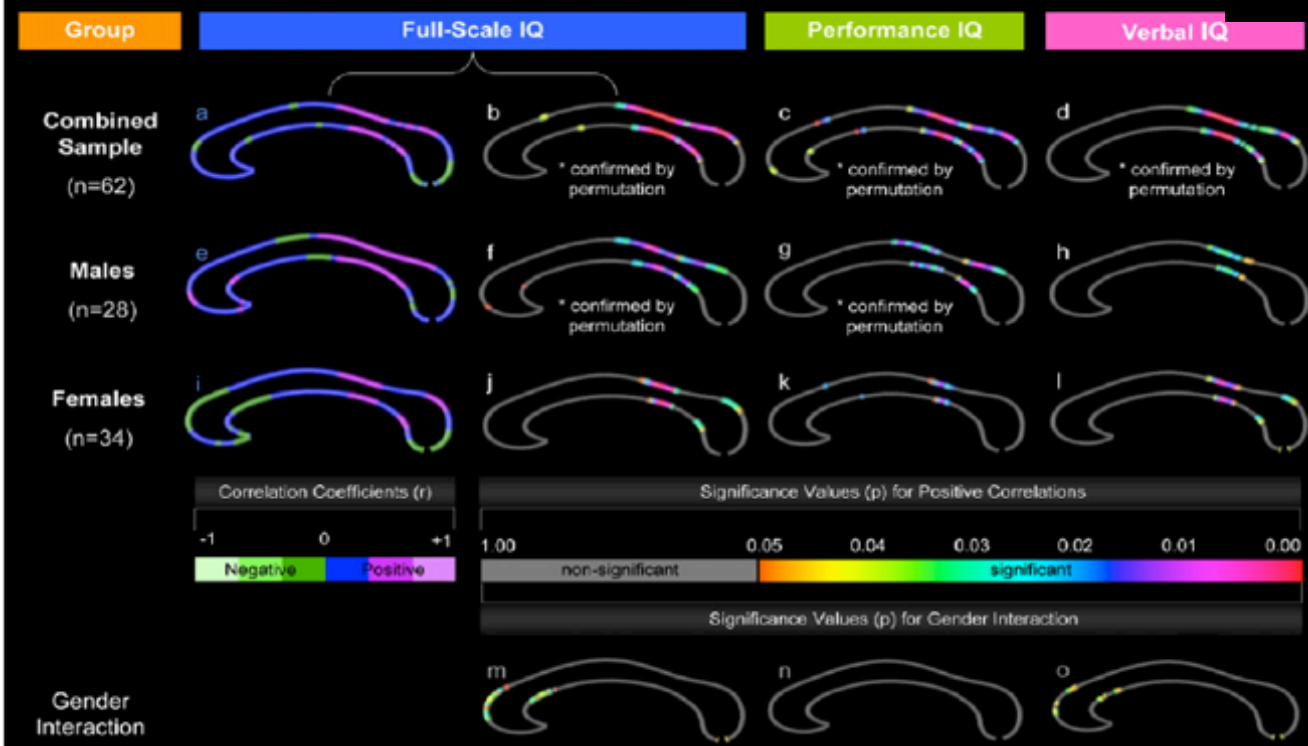 Group
Full-Scale IQ
Performance IQ
Verbal IQ
Combined
Sample
(n=62)
a
b
* confirmed by
permutation
c
* confirmed by
permutation
d
* confirmed by
permutation
Males
(n=28)
e
f
* confirmed by
permutation
g
* confirmed by
permutation
h
Females
(n=34)
i
j
k
l
Correlation Coefficients (r)
-1 0 +1
Negative Positive
Significance Values (p) for Positive Correlations
1.00 0.05 0.04 0.03 0.02 0.01 0.00
non-significant significant
Significance Values (p) for Gender Interaction
Gender
Interaction
m
n
o